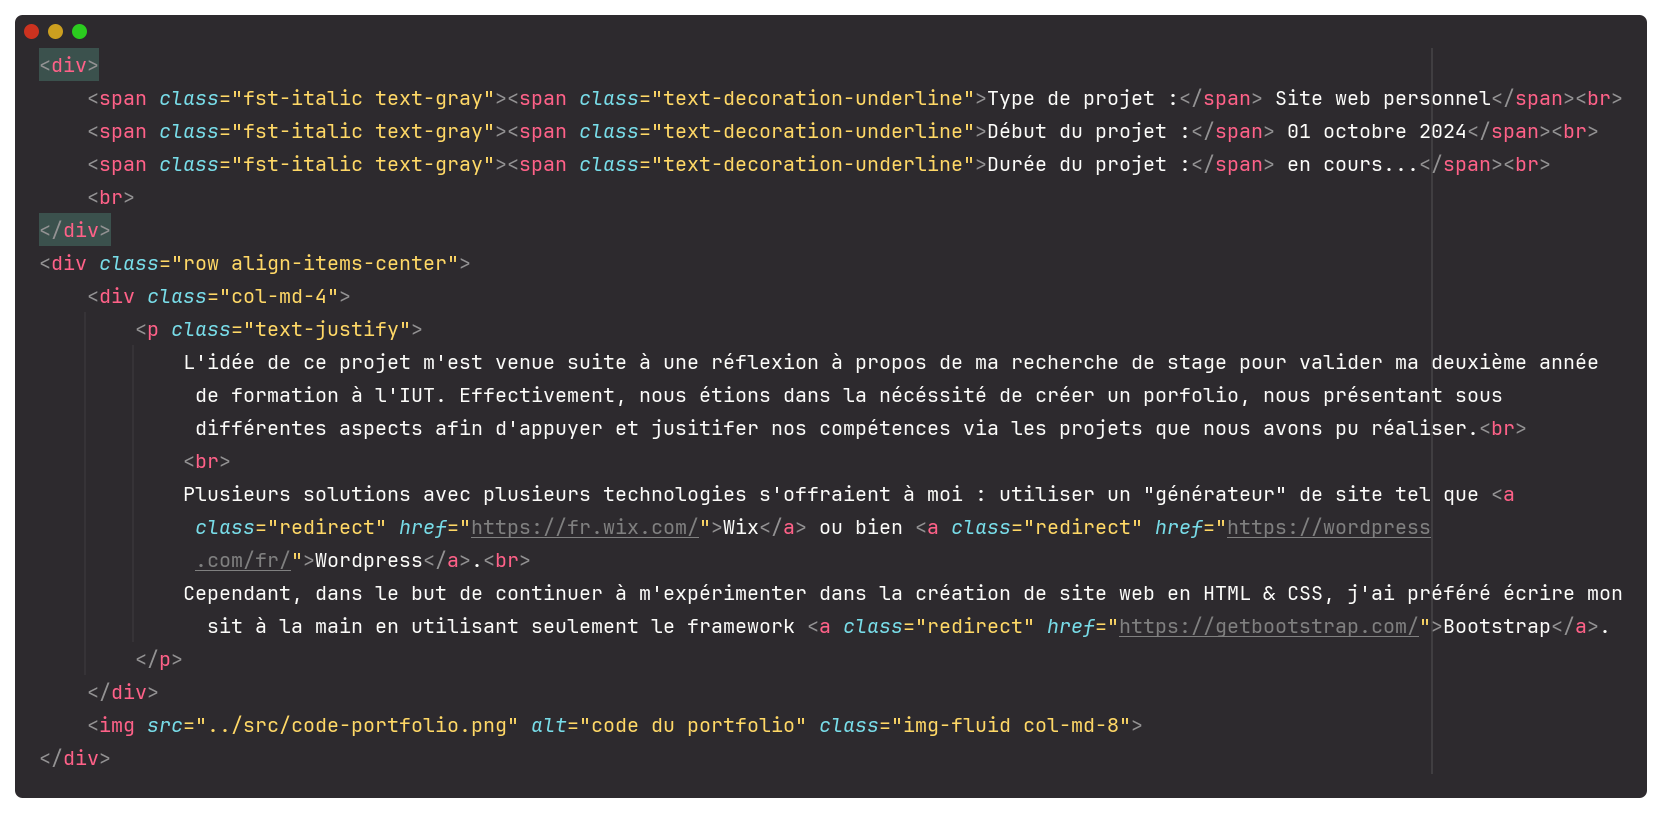 <div>
<span class="fst-italic text-gray"><span class="text-decoration-underline">Type de projet :</span> Site web personnel</span><br>
<span class="fst-italic text-gray"><span class="text-decoration-underline">Début du projet :</span> 01 octobre 2024</span><br>
<span class="fst-italic text-gray"><span class="text-decoration-underline">Durée du projet :</span> en cours...</span><br>
<br>
</div>
<div class="row align-items-center">
<div class="col-md-4">
<p class="text-justify">
L'idée de ce projet m'est venue suite à une réflexion à propos de ma recherche de stage pour valider ma deuxième année
de formation à l'IUT. Effectivement, nous étions dans la nécéssité de créer un porfolio, nous présentant sous
différentes aspects afin d'appuyer et jusitifer nos compétences via les projets que nous avons pu réaliser.<br>
<br>
Plusieurs solutions avec plusieurs technologies s'offraient à moi : utiliser un "générateur" de site tel que <a
class="redirect" href="https://fr.wix.com/">Wix</a> ou bien <a class="redirect" href="https://wordpress
.com/fr/">Wordpress</a>.<br>
Cependant, dans le but de continuer à m'expérimenter dans la création de site web en HTML & CSS, j'ai préféré écrire mon
sit à la main en utilisant seulement le framework <a class="redirect" href="https://getbootstrap.com/">Bootstrap</a>.
</p>
</div>
<img src="../src/code-portfolio.png" alt="code du portfolio" class="img-fluid col-md-8">
</div>